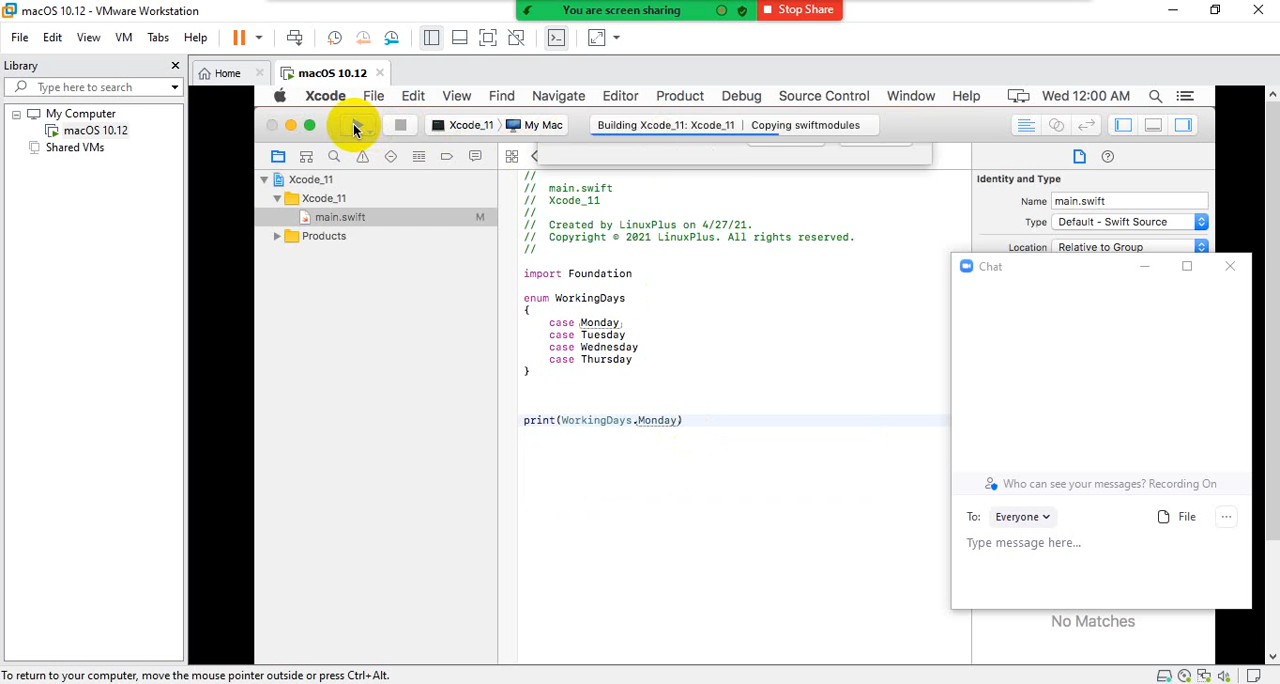 macOS 10.12 - VMware Workstation
You are screen sharing
Stop Share
File Edit View VM Tabs Help
Library
Type here to search
My Computer
macOS 10.12
Shared VMs
Home
macOS 10.12
Xcode File Edit View Find Navigate Editor Product Debug Source Control Window Help Wed 12:00 AM
Xcode_11 My Mac
Building Xcode_11: Xcode_11 | Copying swiftmodules
Xcode_11
Xcode_11
main.swift M
Products
//
// main.swift
// Xcode_11
//
// Created by LinuxPlus on 4/27/21.
// Copyright © 2021 LinuxPlus. All rights reserved.
//
import Foundation
enum WorkingDays
{
case Monday
case Tuesday
case Wednesday
case Thursday
}
print(WorkingDays.Monday)
Identity and Type
Name main.swift
Type Default - Swift Source
Location Relative to Group
Chat
Who can see your messages? Recording On
To: Everyone File ...
Type message here...
No Matches
To return to your computer, move the mouse pointer outside or press Ctrl+Alt.